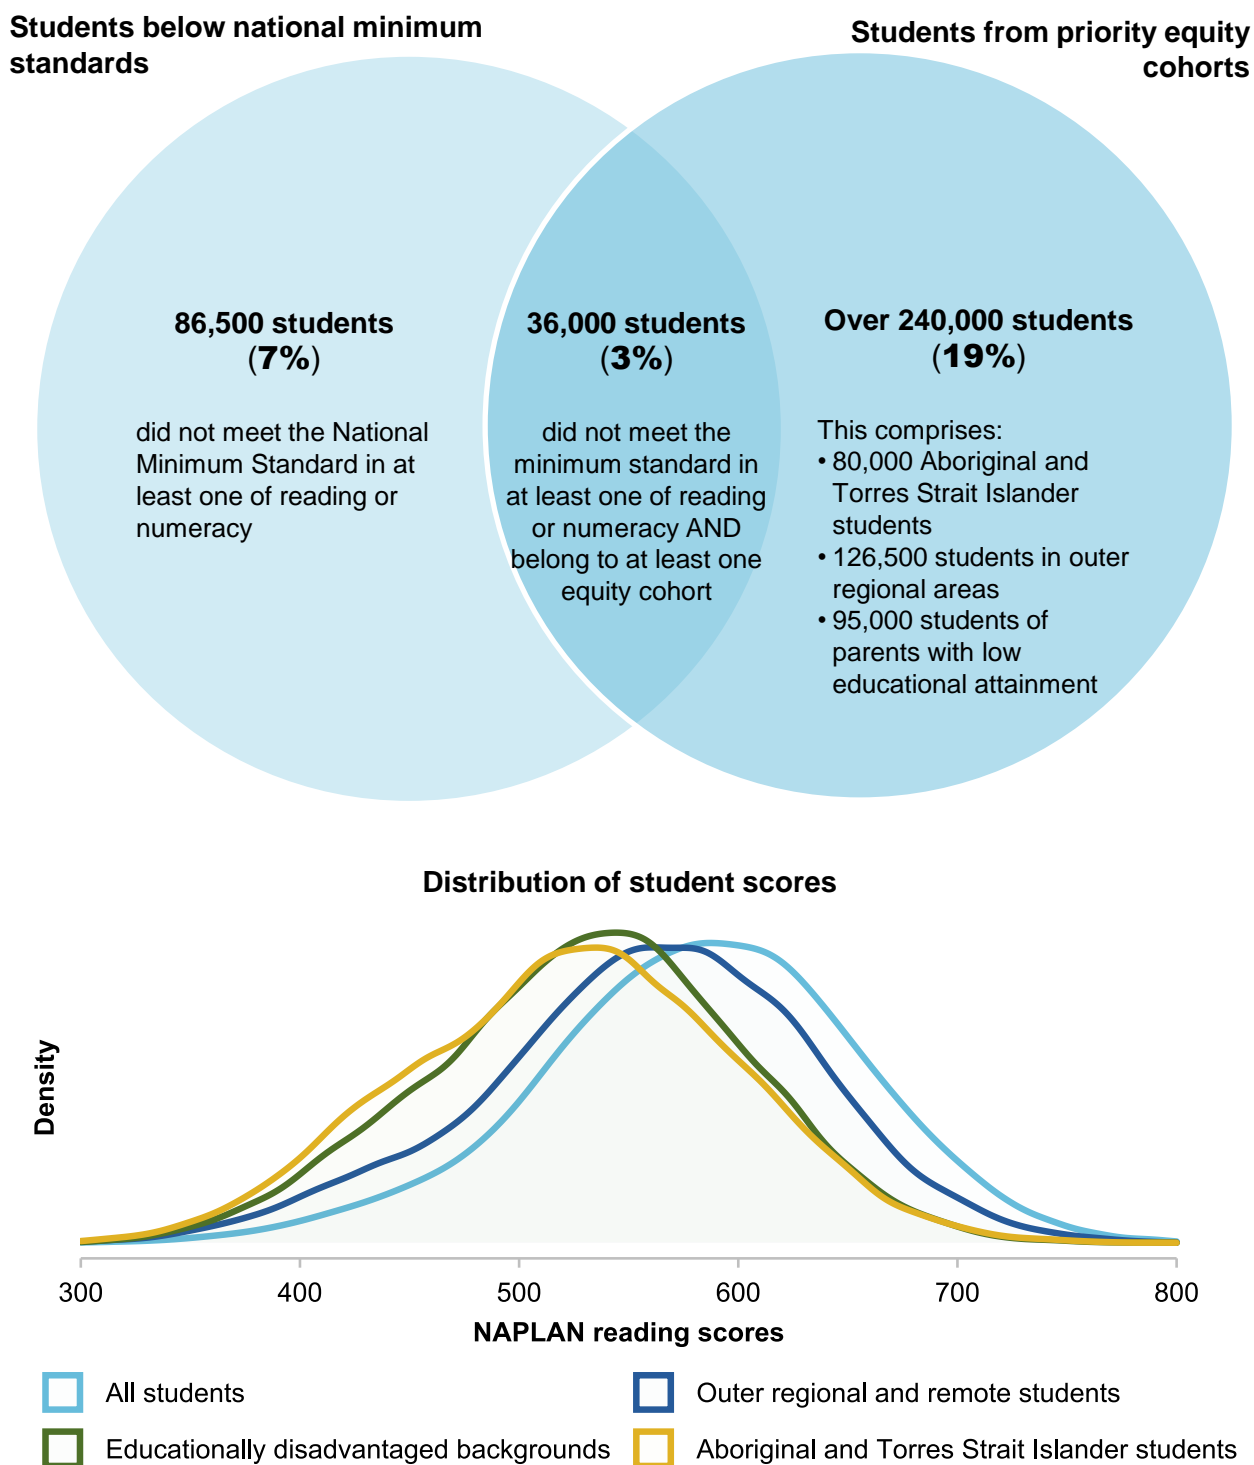 Students below national minimum
standards
Students from priority equity
cohorts
86,500 students
(7%)
did not meet the National
Minimum Standard in at
least one of reading or
numeracy
36,000 students
(3%)
did not meet the
minimum standard in
at least one of reading
or numeracy AND
belong to at least one
equity cohort
Over 240,000 students
(19%)
This comprises:
• 80,000 Aboriginal and
Torres Strait Islander
students
• 126,500 students in outer
regional areas
• 95,000 students of
parents with low
educational attainment
Distribution of student scores
Density
300 400 500 600 700 800
NAPLAN reading scores
All students
Outer regional and remote students
Educationally disadvantaged backgrounds
Aboriginal and Torres Strait Islander students